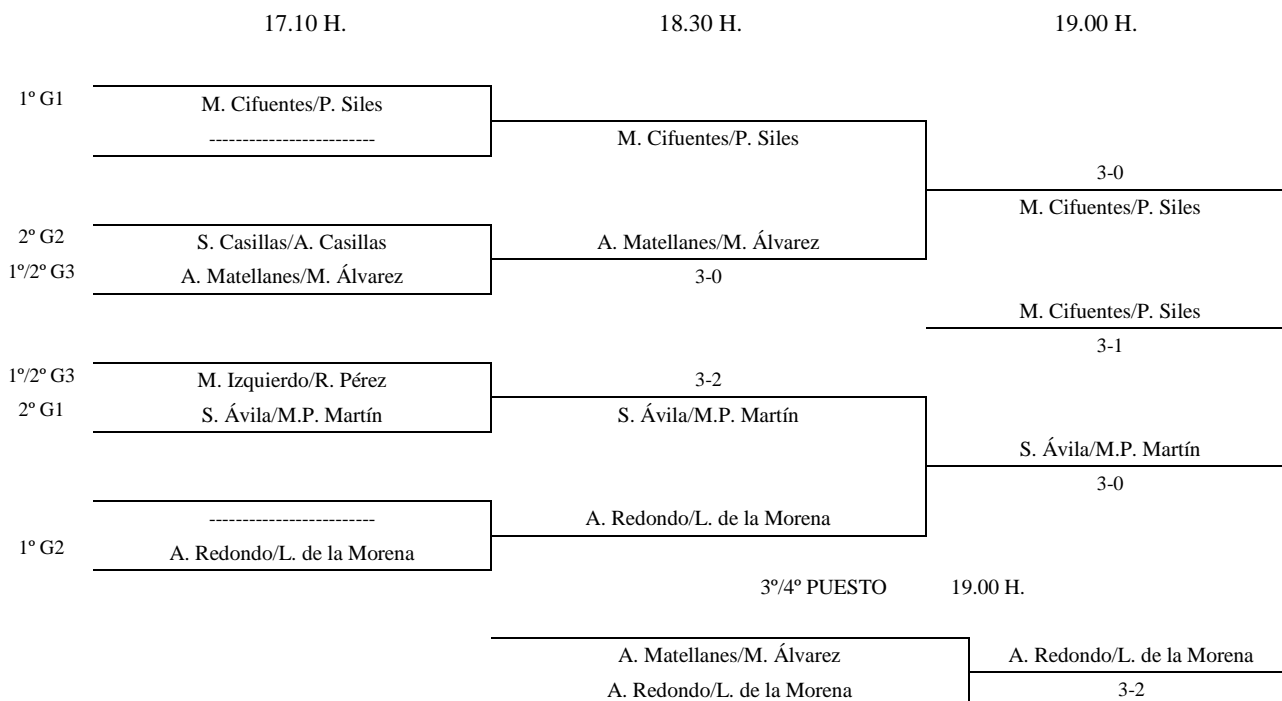 17.10 H. 18.30 H. 19.00 H.
1º G1 M. Cifuentes/P. Siles
------------------------- M. Cifuentes/P. Siles
3-0
M. Cifuentes/P. Siles
2º G2 S. Casillas/A. Casillas A. Matellanes/M. Álvarez
1º/2º G3 A. Matellanes/M. Álvarez 3-0
M. Cifuentes/P. Siles
3-1
1º/2º G3 M. Izquierdo/R. Pérez 3-2
2º G1 S. Ávila/M.P. Martín S. Ávila/M.P. Martín
S. Ávila/M.P. Martín
3-0
------------------------- A. Redondo/L. de la Morena
1º G2 A. Redondo/L. de la Morena
3º/4º PUESTO 19.00 H.
A. Matellanes/M. Álvarez A. Redondo/L. de la Morena
A. Redondo/L. de la Morena 3-2